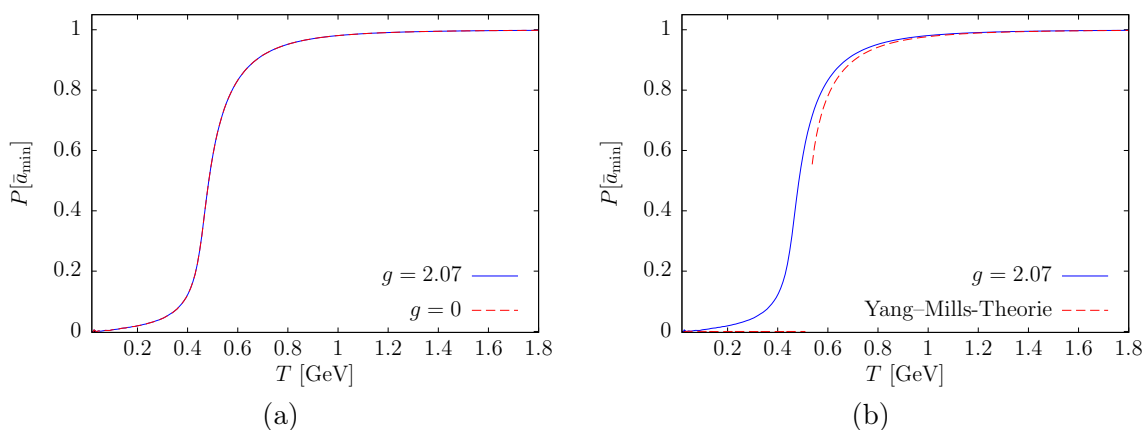 1
0.8
0.6
0.4
0.2
0
P[ā_min]
g = 2.07
g = 0
0.2 0.4 0.6 0.8 1 1.2 1.4 1.6 1.8
T [GeV]
(a)
1
0.8
0.6
0.4
0.2
0
P[ā_min]
g = 2.07
Yang–Mills-Theorie
0.2 0.4 0.6 0.8 1 1.2 1.4 1.6 1.8
T [GeV]
(b)